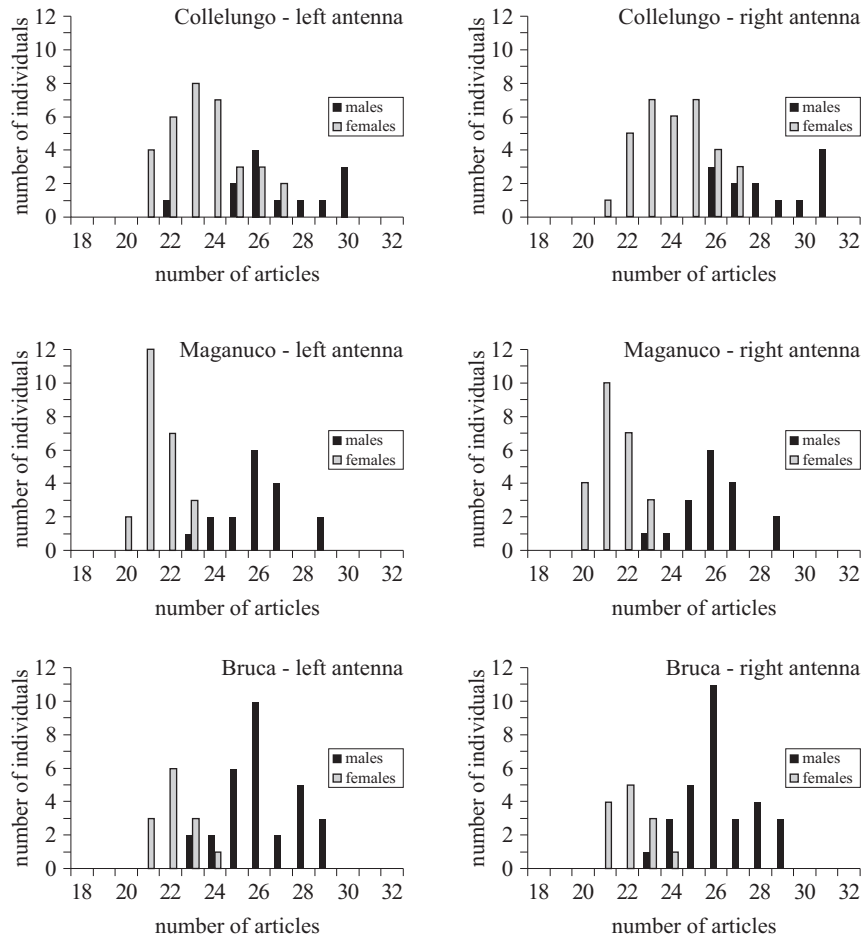 Collelungo - left antenna
number of individuals
12
10
8
6
4
2
0
males
females
18 20 22 24 26 28 30 32
number of articles
Collelungo - right antenna
number of individuals
12
10
8
6
4
2
0
males
females
18 20 22 24 26 28 30 32
number of articles
Maganuco - left antenna
number of individuals
12
10
8
6
4
2
0
males
females
18 20 22 24 26 28 30 32
number of articles
Maganuco - right antenna
number of individuals
12
10
8
6
4
2
0
males
females
18 20 22 24 26 28 30 32
number of articles
Bruca - left antenna
number of individuals
12
10
8
6
4
2
0
males
females
18 20 22 24 26 28 30 32
number of articles
Bruca - right antenna
number of individuals
12
10
8
6
4
2
0
males
females
18 20 22 24 26 28 30 32
number of articles